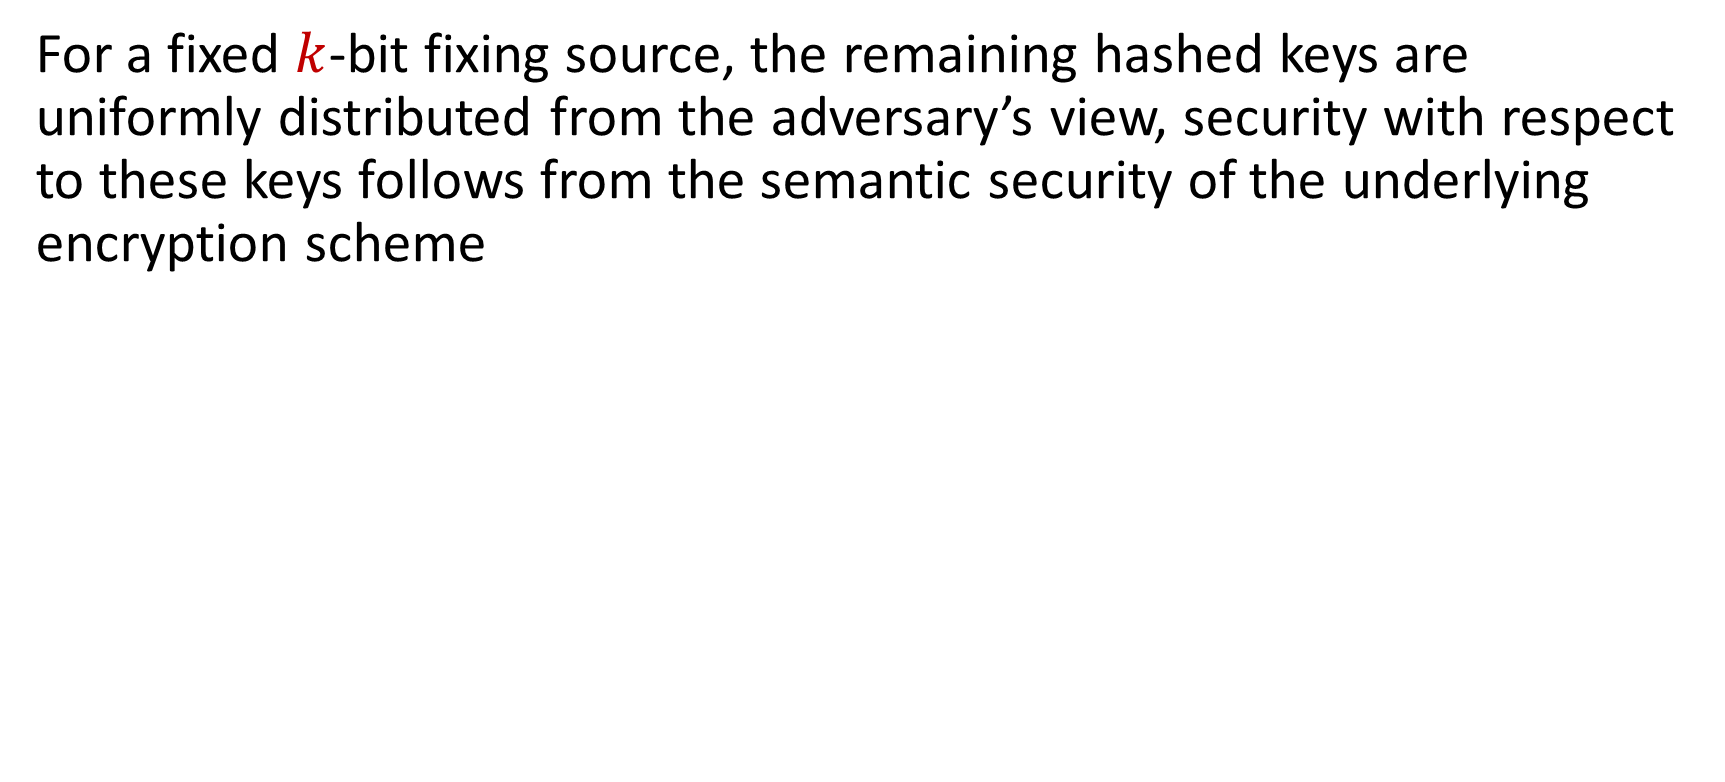 For a fixed k-bit fixing source, the remaining hashed keys are
uniformly distributed from the adversary’s view, security with respect
to these keys follows from the semantic security of the underlying
encryption scheme